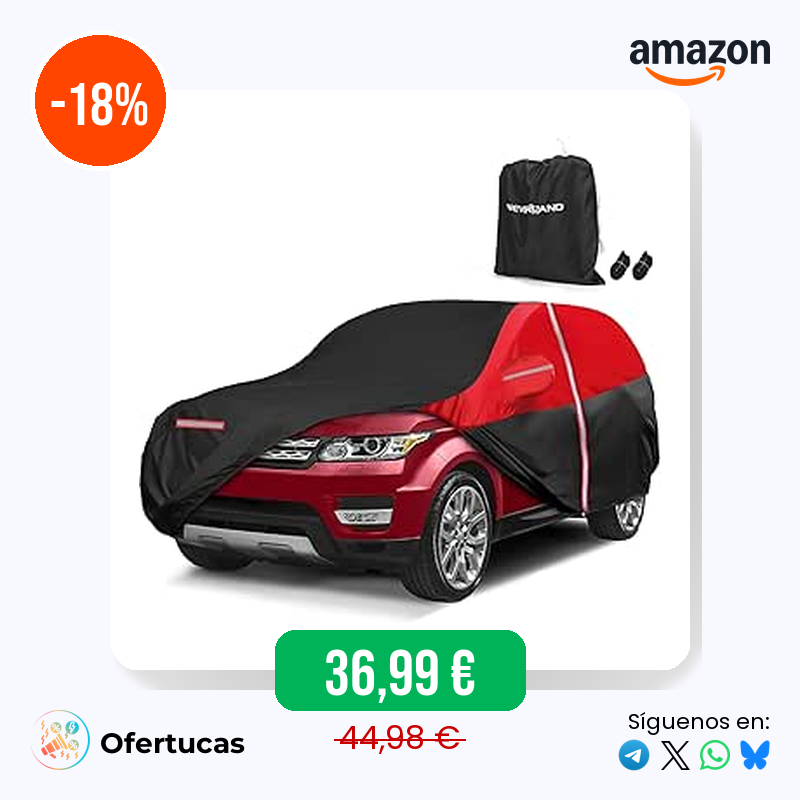 -18%
amazon
36,99 €
44,98 €
Ofertucas
Síguenos en: